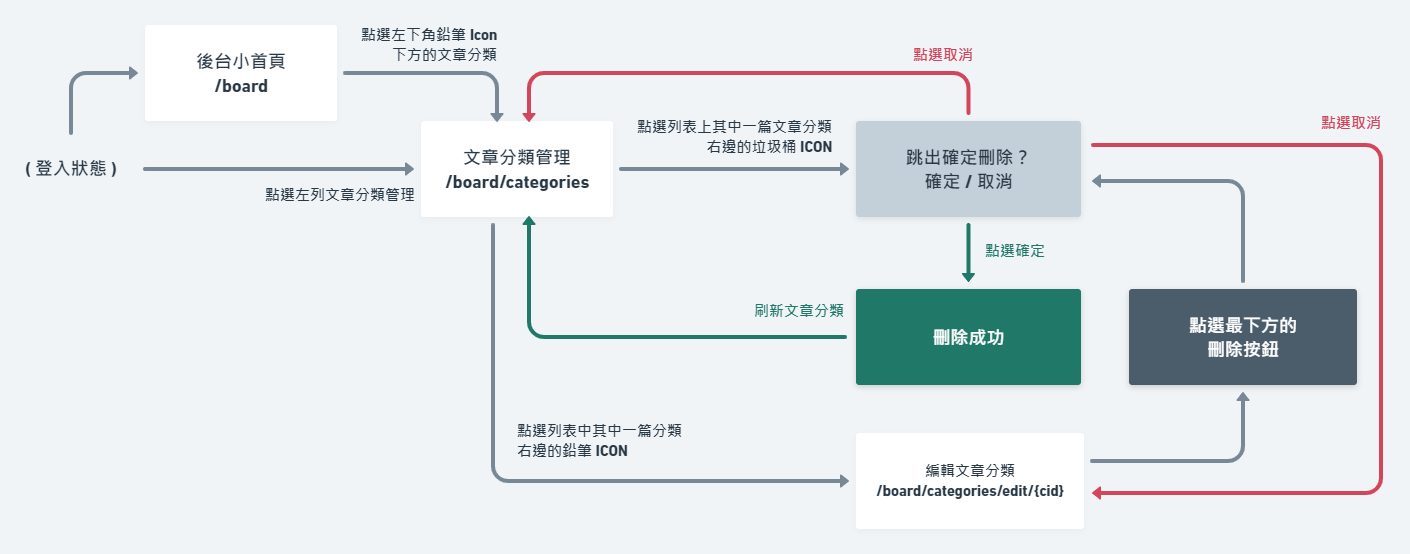 後台小首頁
/board
點選左下角鉛筆 Icon
下方的文章分類
點選取消
點選取消
( 登入狀態 )
點選左列文章分類管理
文章分類管理
/board/categories
點選列表上其中一篇文章分類
右邊的垃圾桶 ICON
跳出確定刪除？
確定 / 取消
點選確定
刷新文章分類
刪除成功
點選最下方的
刪除按鈕
點選列表中其中一篇分類
右邊的鉛筆 ICON
編輯文章分類
/board/categories/edit/{cid}